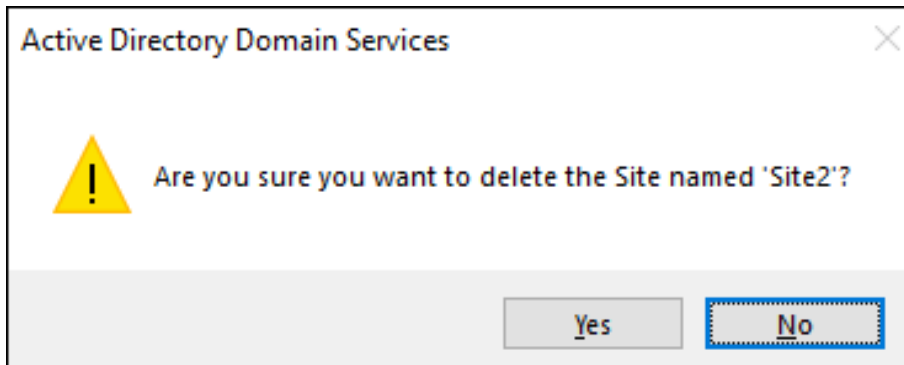 Active Directory Domain Services
Are you sure you want to delete the Site named 'Site2'?
Yes
No